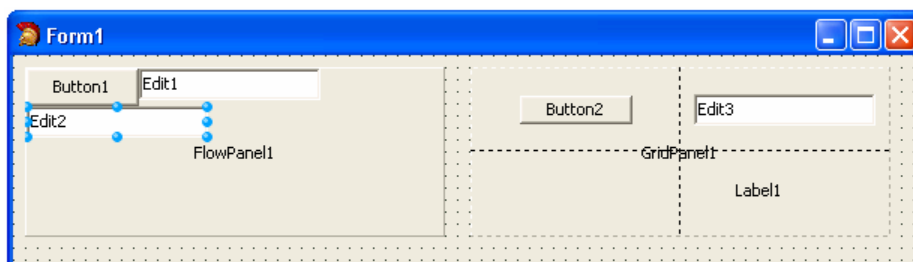 Form1
Button1
Edit1
Edit2
FlowPanel1
Button2
Edit3
GridPanel1
Label1